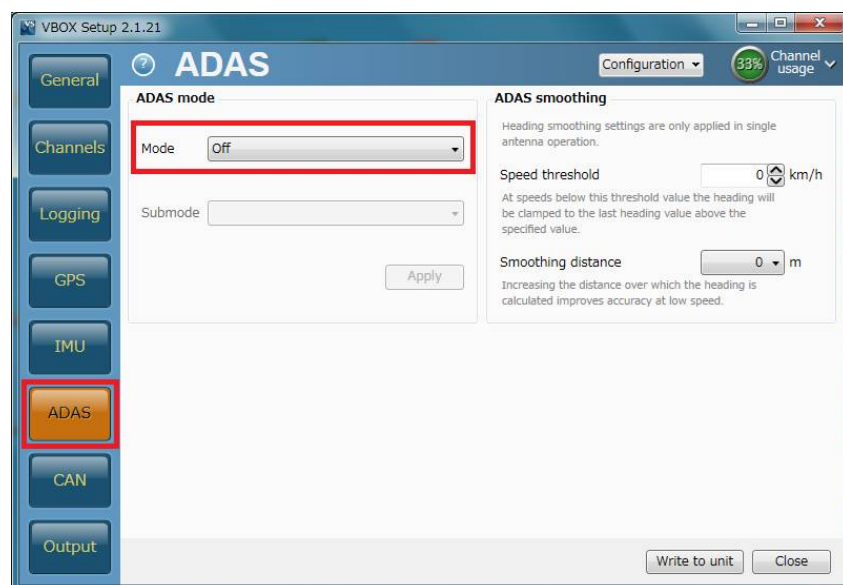 VBOX Setup 2.1.21
General
Channels
Logging
GPS
IMU
ADAS
CAN
Output
? ADAS
Configuration
33% Channel usage
ADAS mode
Mode Off
Submode
Apply
ADAS smoothing
Heading smoothing settings are only applied in single
antenna operation.
Speed threshold 0 km/h
At speeds below this threshold value the heading will
be clamped to the last heading value above the
specified value.
Smoothing distance 0 m
Increasing the distance over which the heading is
calculated improves accuracy at low speed.
Write to unit Close